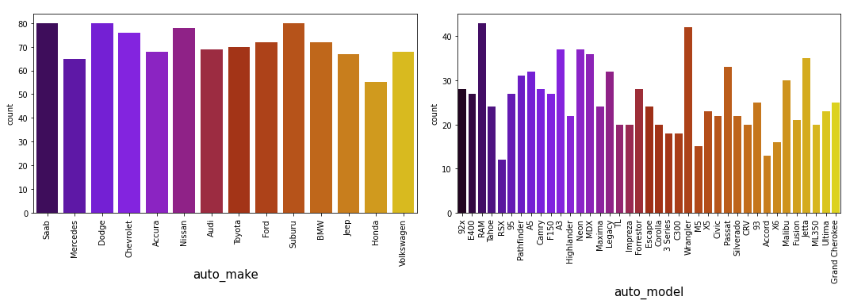 80
70
60
50
40
30
20
10
0
count
Saab
Mercedes
Dodge
Chevrolet
Accura
Nissan
Audi
Toyota
Ford
Suburu
BMW
Jeep
Honda
Volkswagen
auto_make
40
30
20
10
0
count
92x
E400
RAM
Tahoe
RSX
95
Pathfinder
A5
Camry
F150
A3
Highlander
Neon
MDX
Maxima
Legacy
TL
Impreza
Forrestor
Escape
Corolla
3 Series
C300
Wrangler
M5
X5
Civic
Passat
Silverado
CRV
93
Accord
X6
Malibu
Fusion
Jetta
ML350
Ultima
Grand Cherokee
auto_model